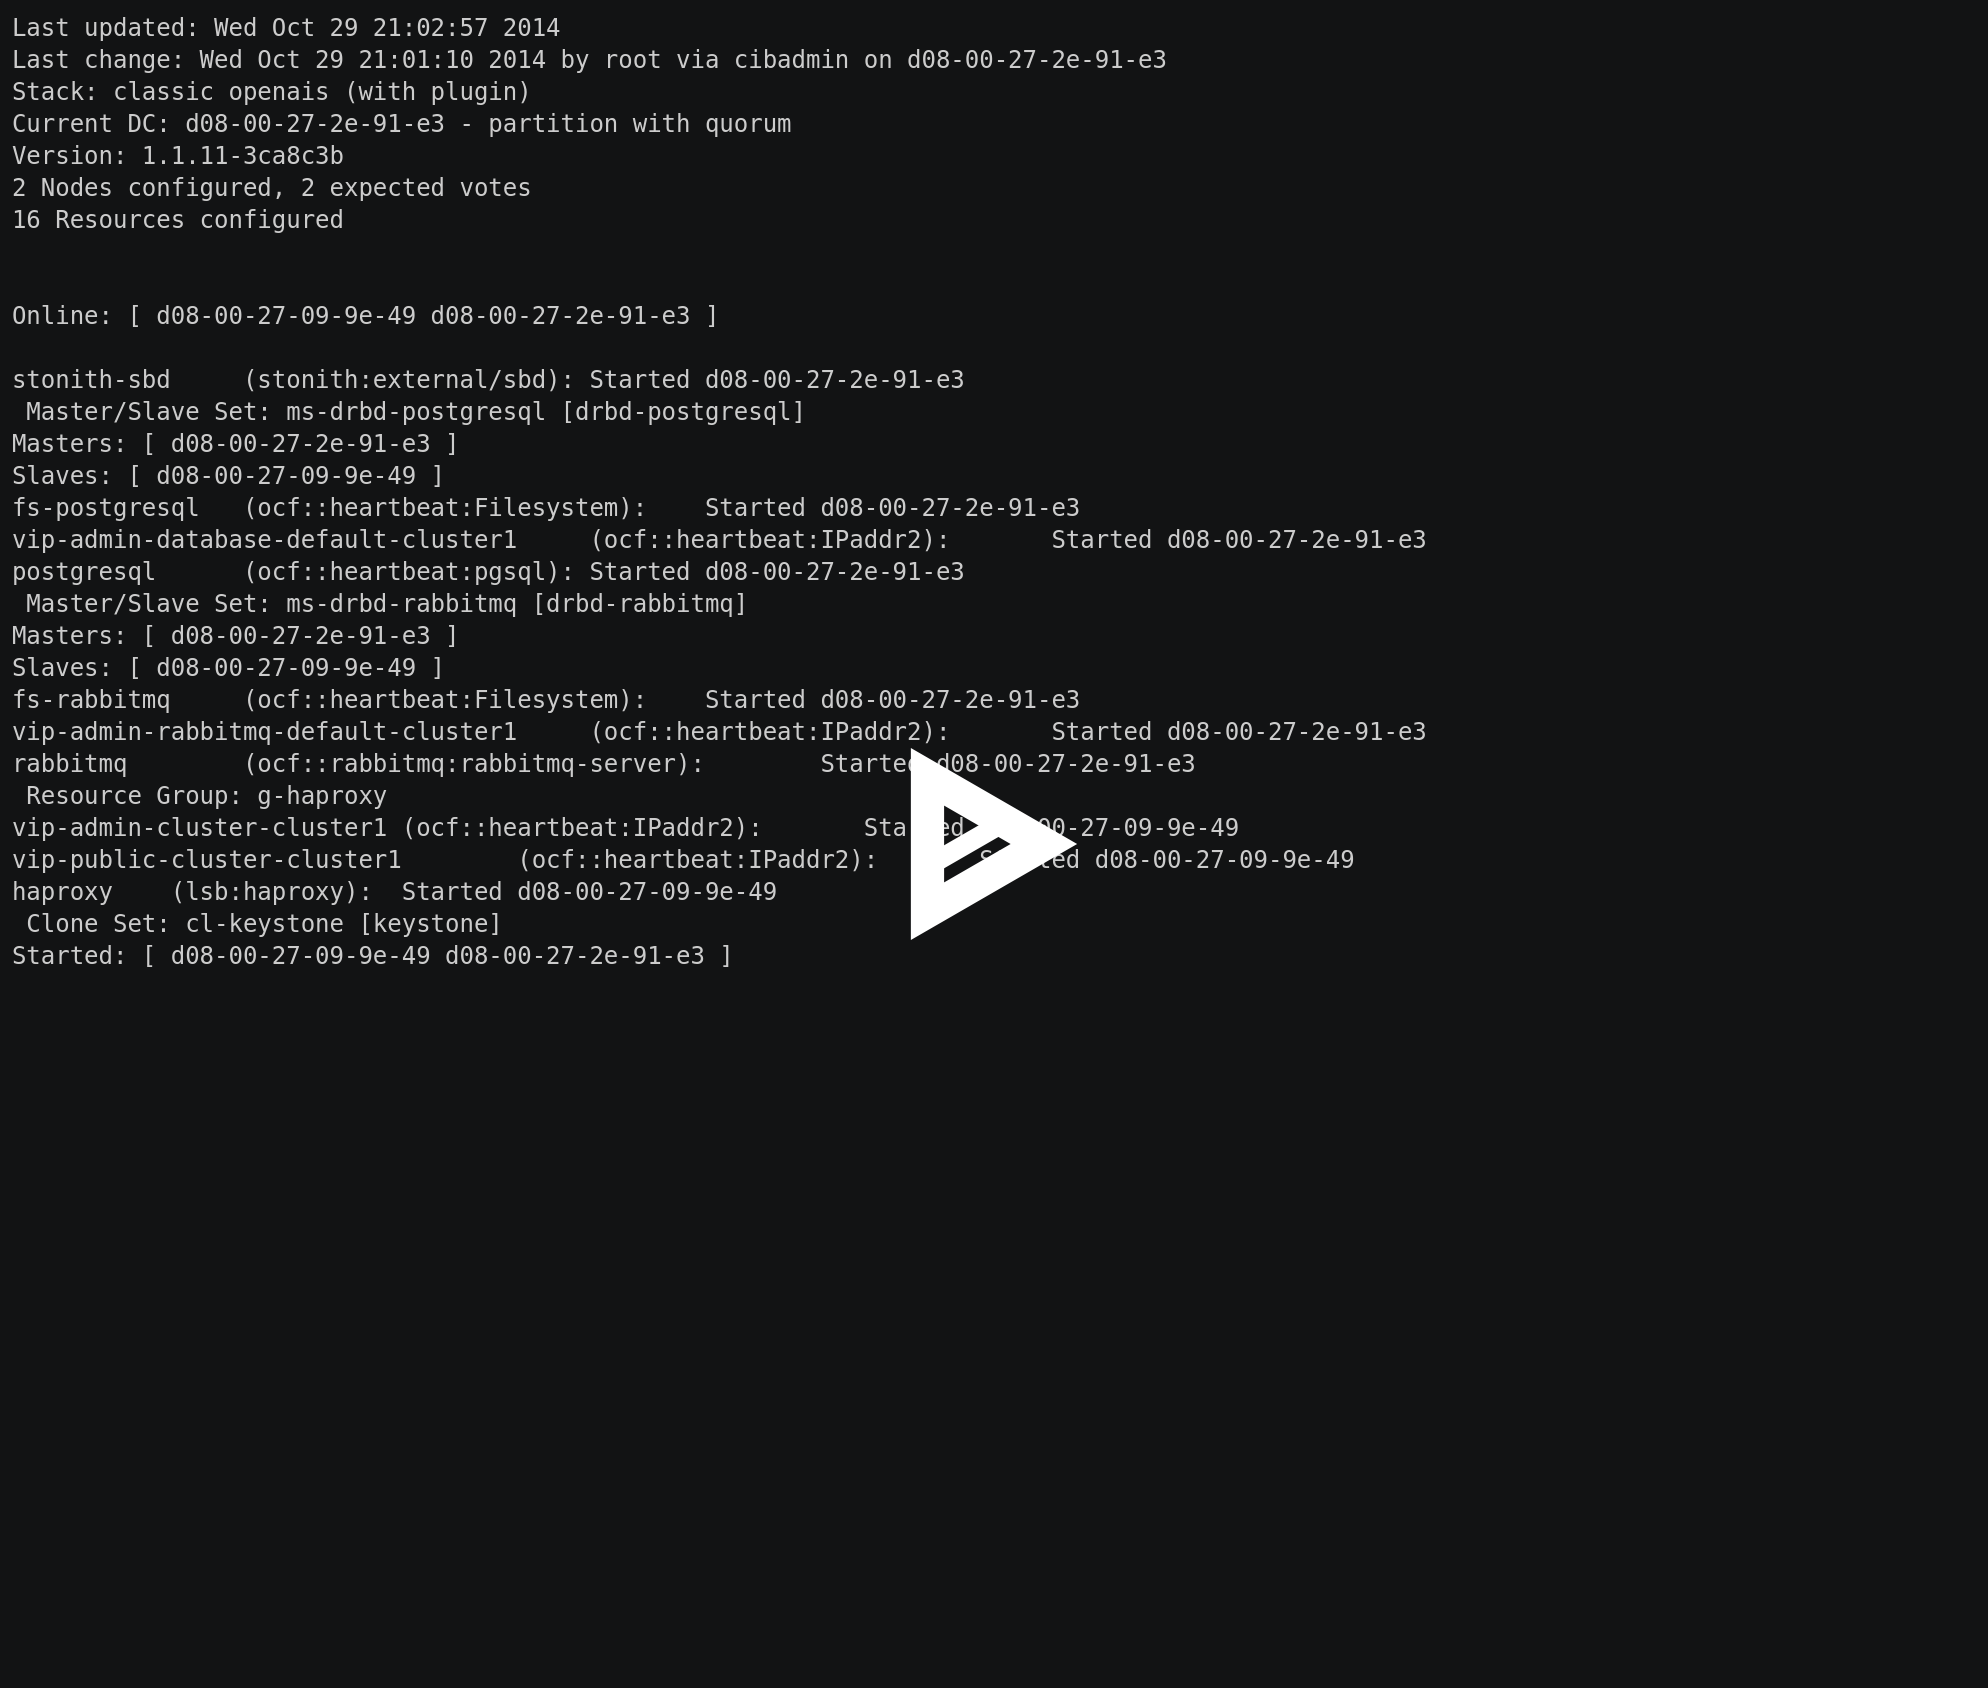 Last updated: Wed Oct 29 21:02:57 2014
Last change: Wed Oct 29 21:01:10 2014 by root via cibadmin on d08-00-27-2e-91-e3
Stack: classic openais (with plugin)
Current DC: d08-00-27-2e-91-e3 - partition with quorum
Version: 1.1.11-3ca8c3b
2 Nodes configured, 2 expected votes
16 Resources configured
Online: [ d08-00-27-09-9e-49 d08-00-27-2e-91-e3 ]
stonith-sbd     (stonith:external/sbd): Started d08-00-27-2e-91-e3
 Master/Slave Set: ms-drbd-postgresql [drbd-postgresql]
Masters: [ d08-00-27-2e-91-e3 ]
Slaves: [ d08-00-27-09-9e-49 ]
fs-postgresql   (ocf::heartbeat:Filesystem):    Started d08-00-27-2e-91-e3
vip-admin-database-default-cluster1     (ocf::heartbeat:IPaddr2):       Started d08-00-27-2e-91-e3
postgresql      (ocf::heartbeat:pgsql): Started d08-00-27-2e-91-e3
 Master/Slave Set: ms-drbd-rabbitmq [drbd-rabbitmq]
Masters: [ d08-00-27-2e-91-e3 ]
Slaves: [ d08-00-27-09-9e-49 ]
fs-rabbitmq     (ocf::heartbeat:Filesystem):    Started d08-00-27-2e-91-e3
vip-admin-rabbitmq-default-cluster1     (ocf::heartbeat:IPaddr2):       Started d08-00-27-2e-91-e3
rabbitmq        (ocf::rabbitmq:rabbitmq-server):        Started d08-00-27-2e-91-e3
 Resource Group: g-haproxy
vip-admin-cluster-cluster1 (ocf::heartbeat:IPaddr2):       Started d08-00-27-09-9e-49
vip-public-cluster-cluster1        (ocf::heartbeat:IPaddr2):       Started d08-00-27-09-9e-49
haproxy    (lsb:haproxy):  Started d08-00-27-09-9e-49
 Clone Set: cl-keystone [keystone]
Started: [ d08-00-27-09-9e-49 d08-00-27-2e-91-e3 ]